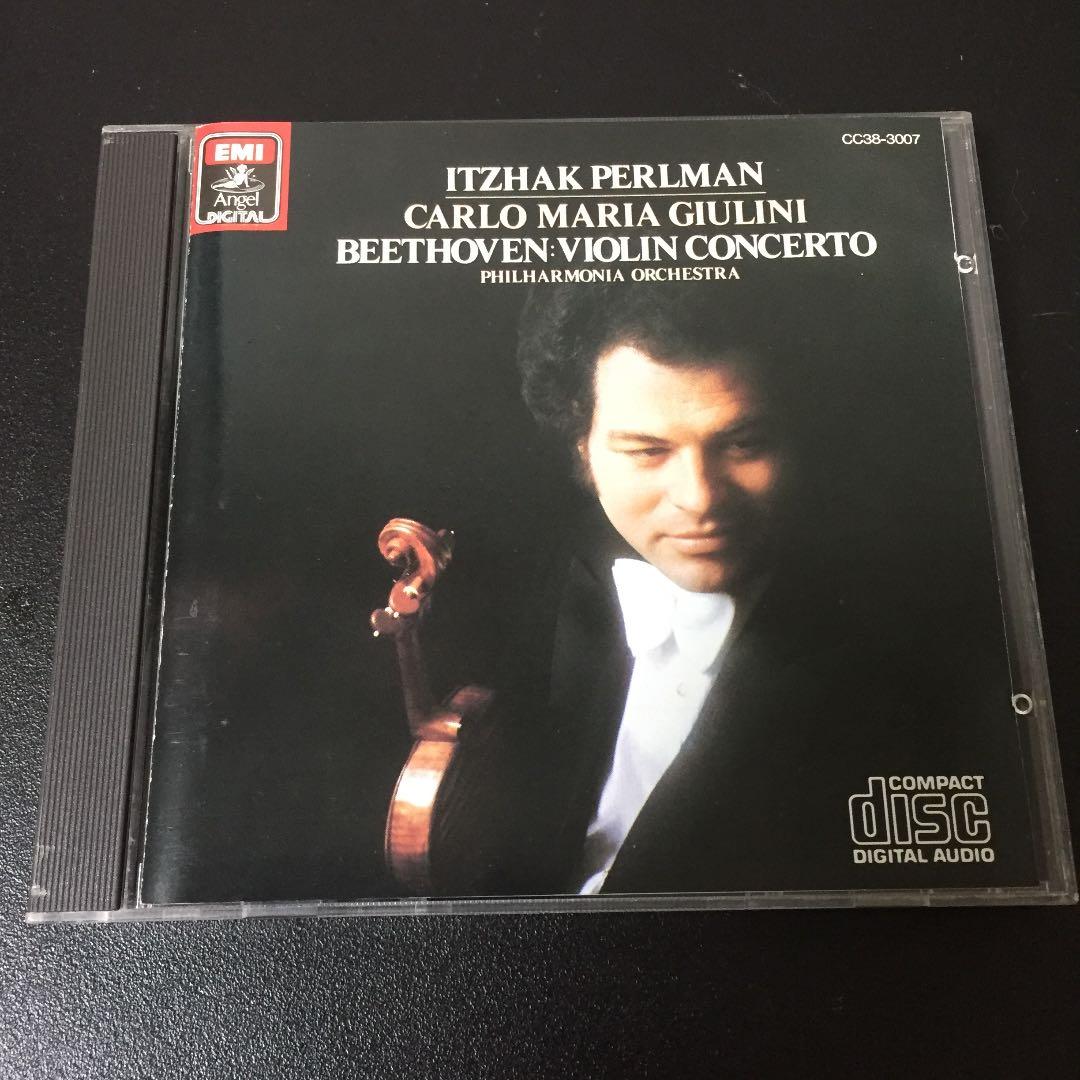 EMI
Angel
DIGITAL
CC38-3007
ITZHAK PERLMAN
CARLO MARIA GIULINI
BEETHOVEN: VIOLIN CONCERTO
PHILHARMONIA ORCHESTRA
COMPACT
disc
DIGITAL AUDIO